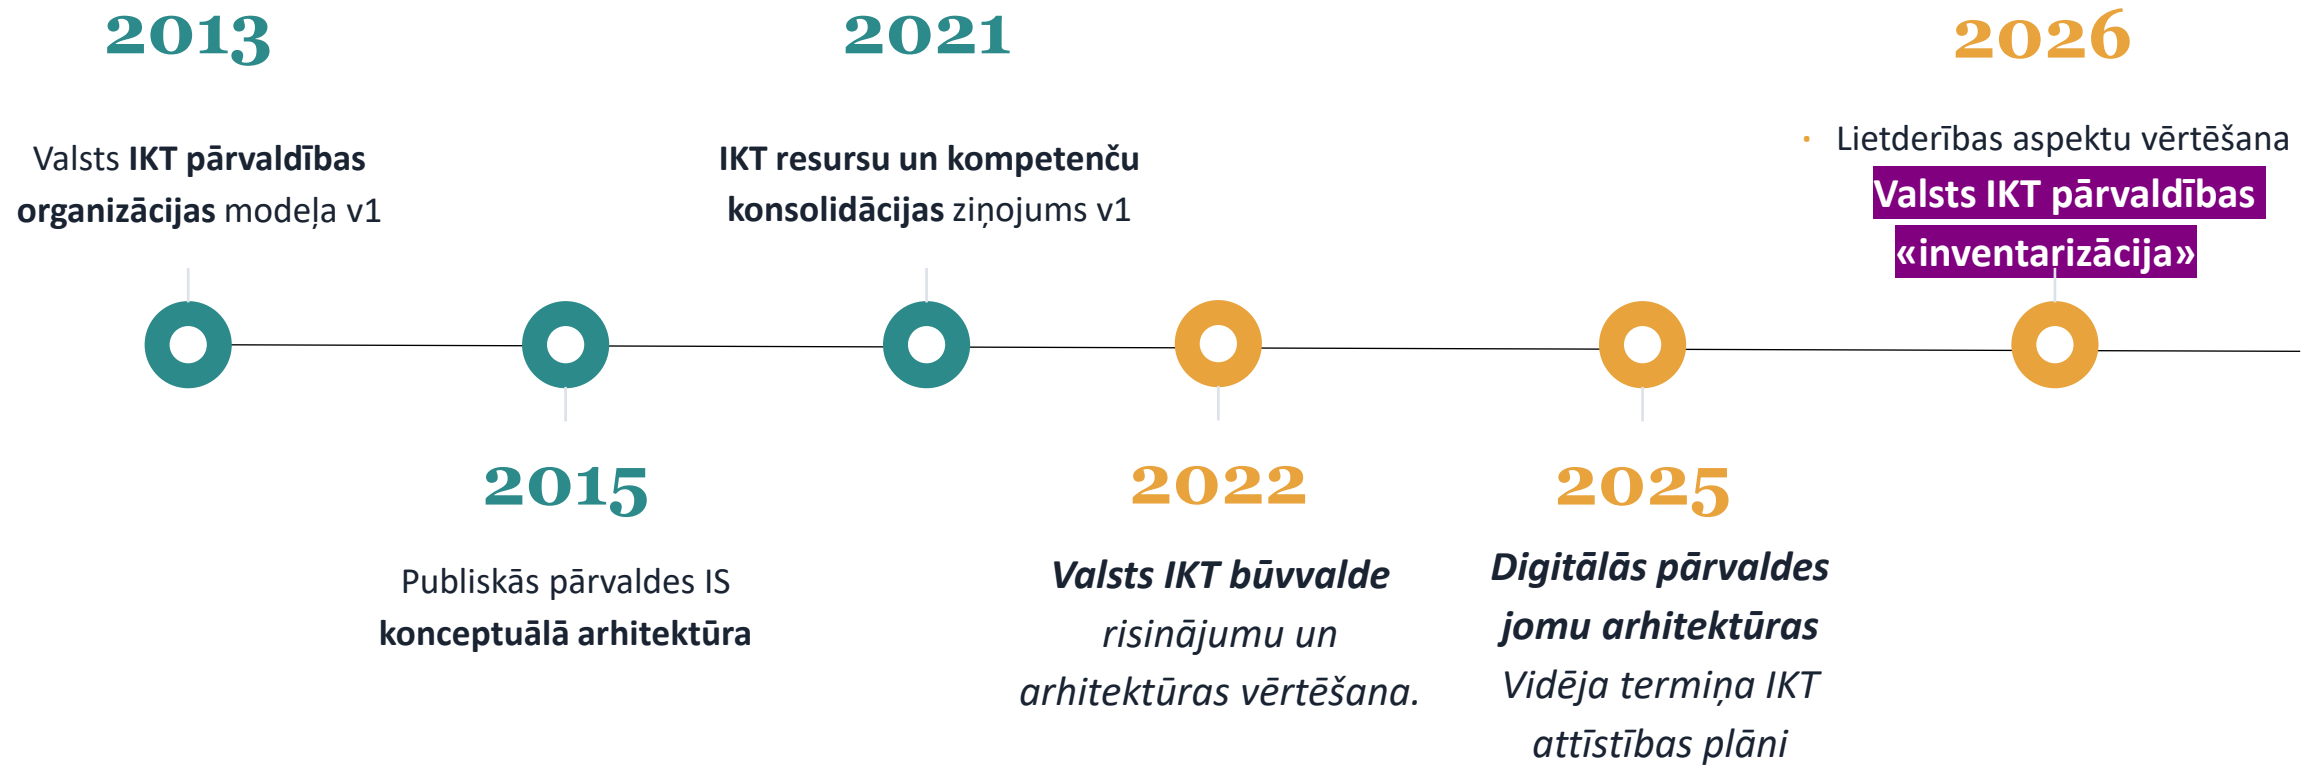 2013
Valsts IKT pārvaldības
organizācijas modeļa v1
2015
Publiskās pārvaldes IS
konceptuālā arhitektūra
2021
IKT resursu un kompetenču
konsolidācijas ziņojums v1
2022
Valsts IKT būvvalde
risinājumu un
arhitektūras vērtēšana.
2025
Digitālās pārvaldes
jomu arhitektūras
Vidēja termiņa IKT
attīstības plāni
2026
• Lietderības aspektu vērtēšana
Valsts IKT pārvaldības
«inventarizācija»